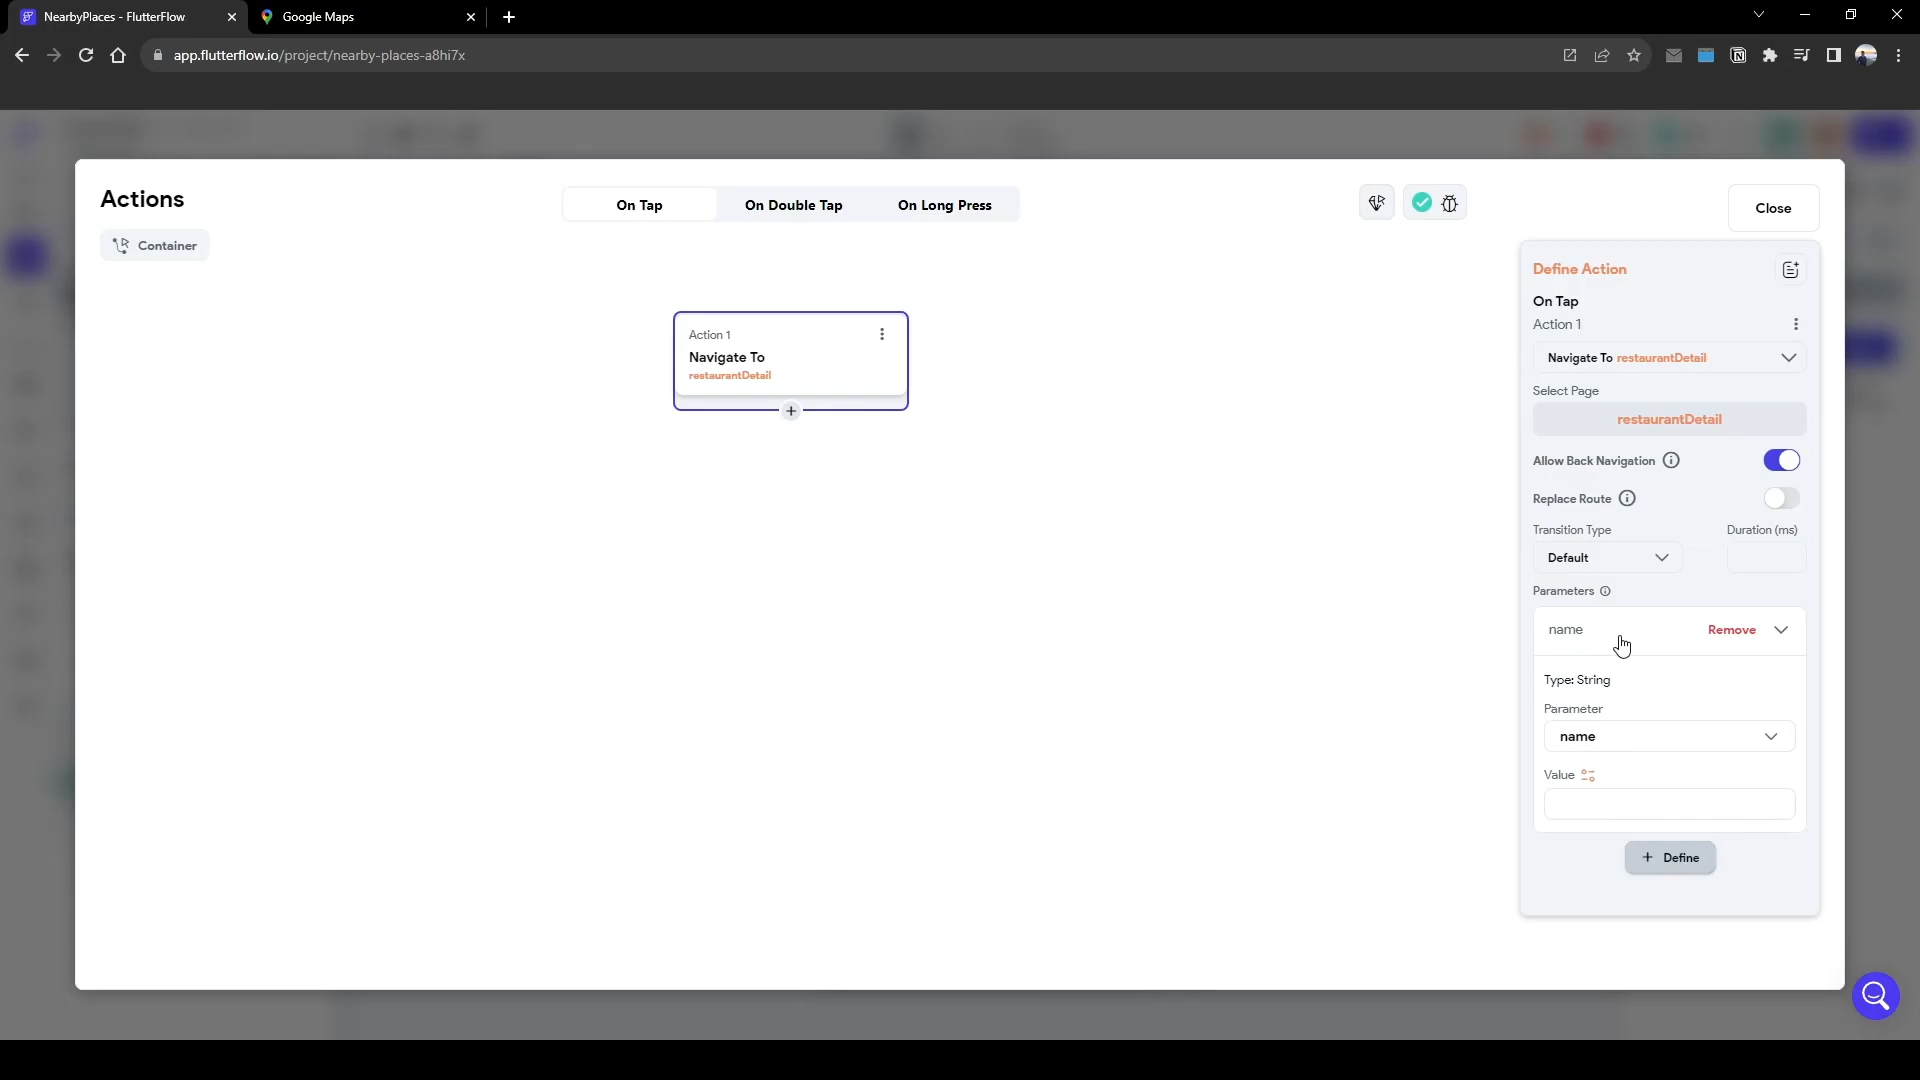 NearbyPlaces - FlutterFlow
Google Maps
app.flutterflow.io/project/nearby-places-a8hi7x
Actions
On Tap
On Double Tap
On Long Press
Close
Container
Action 1
Navigate To
restaurantDetail
Define Action
On Tap
Action 1
Navigate To restaurantDetail
Select Page
restaurantDetail
Allow Back Navigation
Replace Route
Transition Type
Duration (ms)
Default
Parameters
name
Remove
Type: String
Parameter
name
Value
+ Define